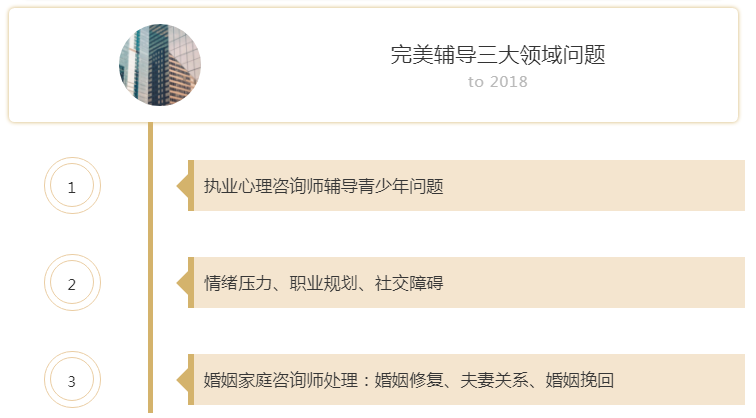 完美辅导三大领域问题
to 2018
1
执业心理咨询师辅导青少年问题
2
情绪压力、职业规划、社交障碍
3
婚姻家庭咨询师处理：婚姻修复、夫妻关系、婚姻挽回